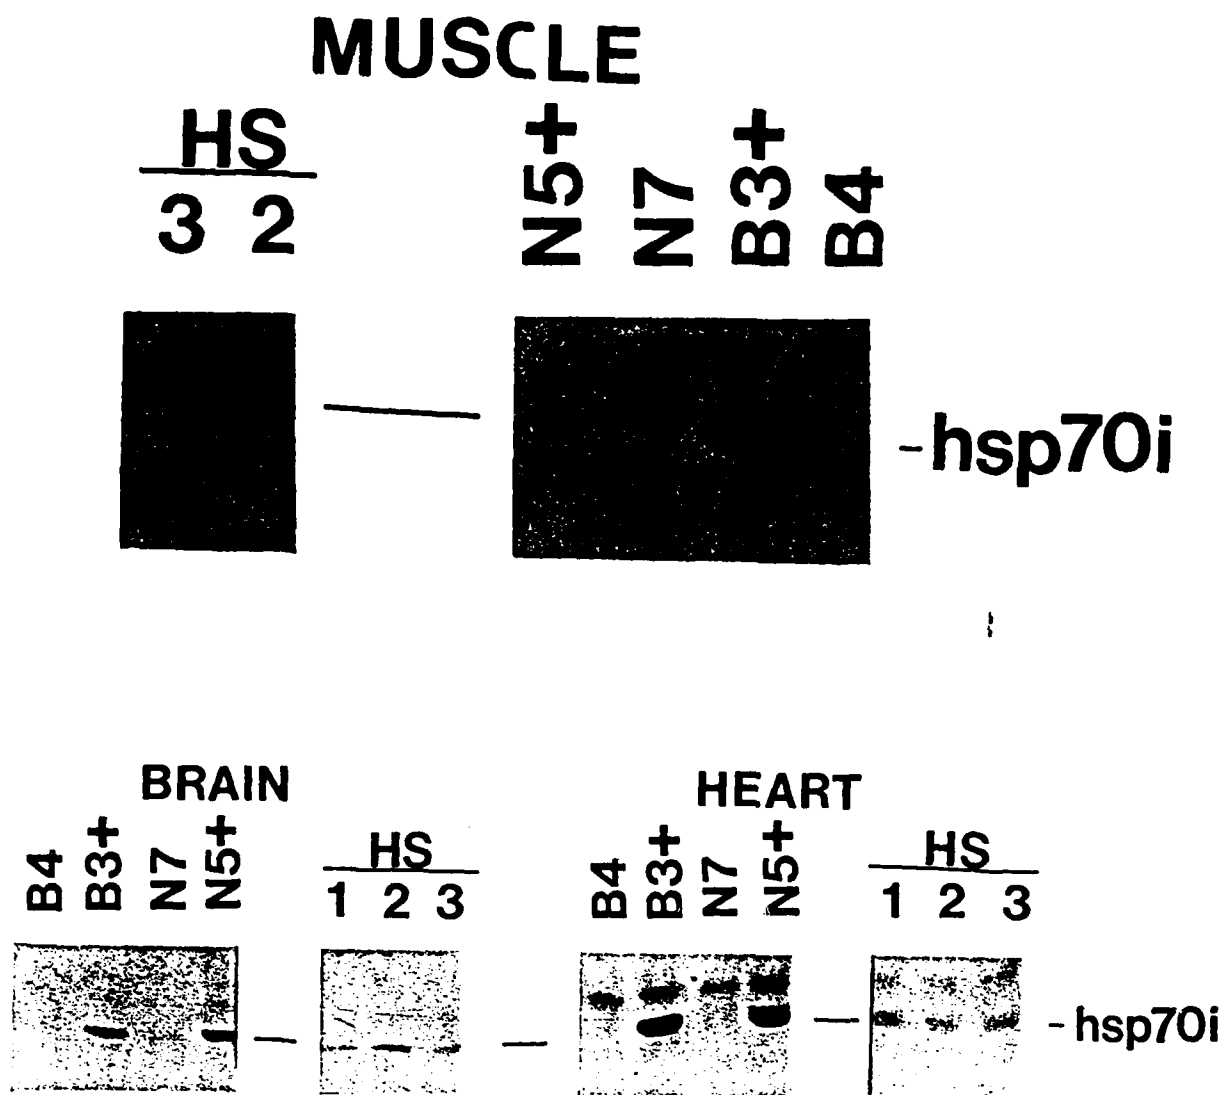 MUSCLE
HS
3 2
N5+ N7 B3+ B4
-hsp70i
BRAIN
B4 B3+ N7 N5+
HS
1 2 3
HEART
B4 B3+ N7 N5+
HS
1 2 3
-hsp70i